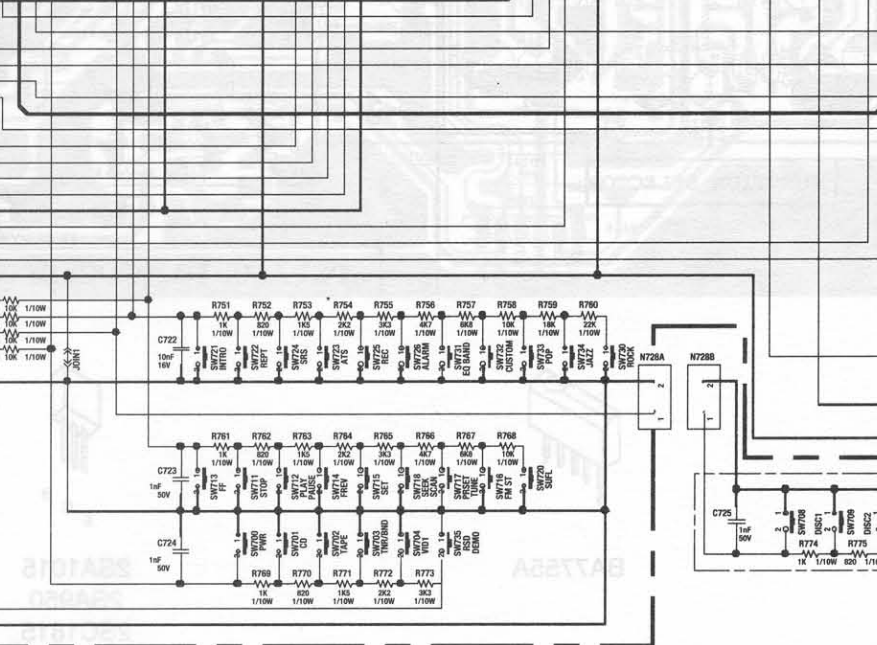 10K 1/10W
10K 1/10W
10K 1/10W
10K 1/10W
JOIN1
R751 R752 R753 * R754 R755 R756 R757 R758 R759 R760
1K 820 1K5 2K2 3K3 4K7 6K8 10K 18K 22K
1/10W 1/10W 1/10W 1/10W 1/10W 1/10W 1/10W 1/10W 1/10W 1/10W
C722
10nF
16V
SW721 INTRO
SW722 REPT
SW724 SRS
SW723 ATS
SW725 REC
SW726 ALARM
SW731 EQ BAND
SW732 CUSTOM
SW733 POP
SW734 JAZZ
SW730 ROCK
N728A
2
1
N728B
2
1
R761 R762 R763 R764 R765 R766 R767 R768
1K 820 1K5 2K2 3K3 4K7 6K8 10K
1/10W 1/10W 1/10W 1/10W 1/10W 1/10W 1/10W 1/10W
C723
1nF
50V
SW713 FF
SW711 STOP
SW712 PLAY PAUSE
SW714 FREV
SW715 SET
SW718 SEEK SCAN
SW717 PRSET TUNE
SW716 FM ST
SW720 SUFL
C724
1nF
50V
SW700 PWR
SW701 CD
SW702 TAPE
SW703 TNR/BND
SW704 VID1
SW735 RSD DEMO
R769 R770 R771 R772 R773
1K 820 1K5 2K2 3K3
1/10W 1/10W 1/10W 1/10W 1/10W
C725
1nF
50V
SW708 DISC1
SW709 DISC2
R774 R775
1K 1/10W 820
BA7755A
2SA1015
2SA950
2SC1815